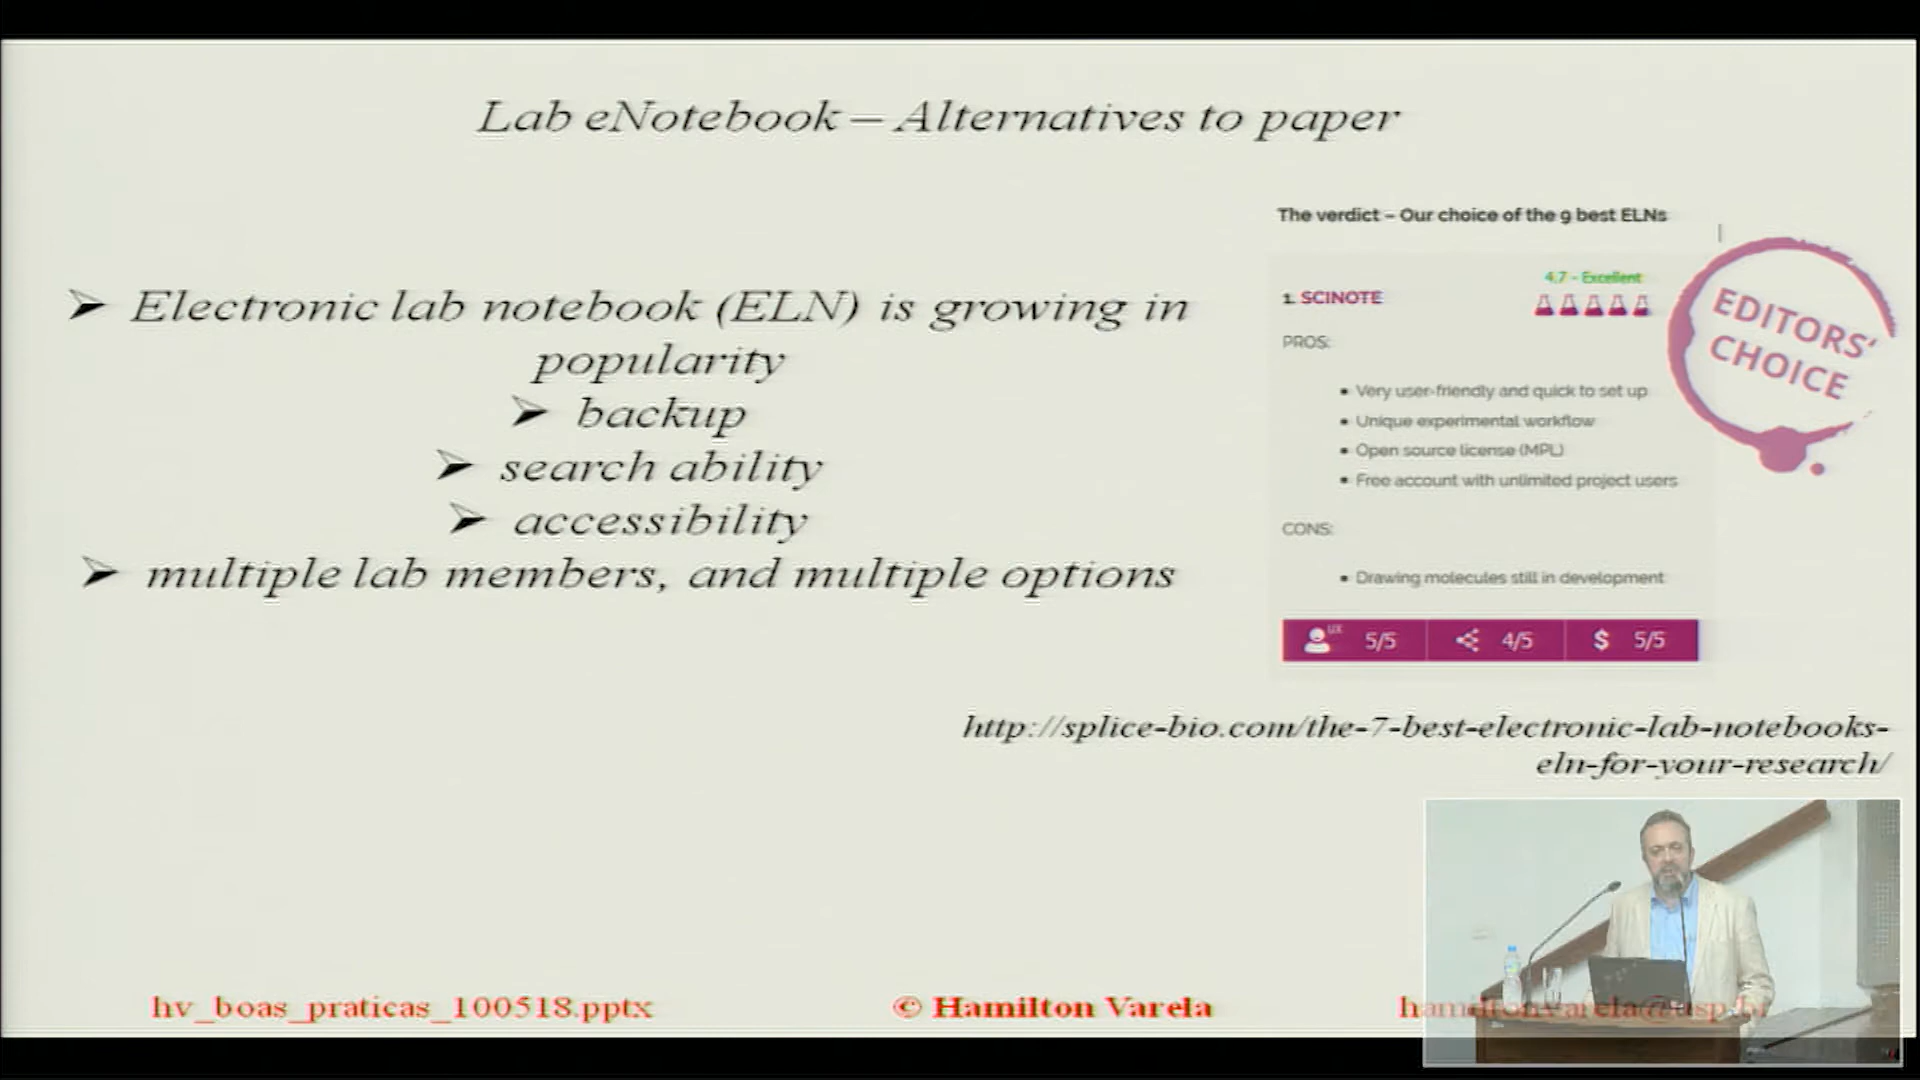 Lab eNotebook – Alternatives to paper
➢ Electronic lab notebook (ELN) is growing in
popularity
➢ backup
➢ search ability
➢ accessibility
➢ multiple lab members, and multiple options
The verdict – Our choice of the 9 best ELNs
4.7 - Excellent
1. SCINOTE
EDITORS'
CHOICE
PROS:
• Very user-friendly and quick to set up
• Unique experimental workflow
• Open source license (MPL)
• Free account with unlimited project users
CONS:
• Drawing molecules still in development
UX 5/5 4/5 $ 5/5
http://splice-bio.com/the-7-best-electronic-lab-notebooks-
eln-for-your-research/
hv_boas_praticas_100518.pptx
© Hamilton Varela
hamiltonvarela@usp.br